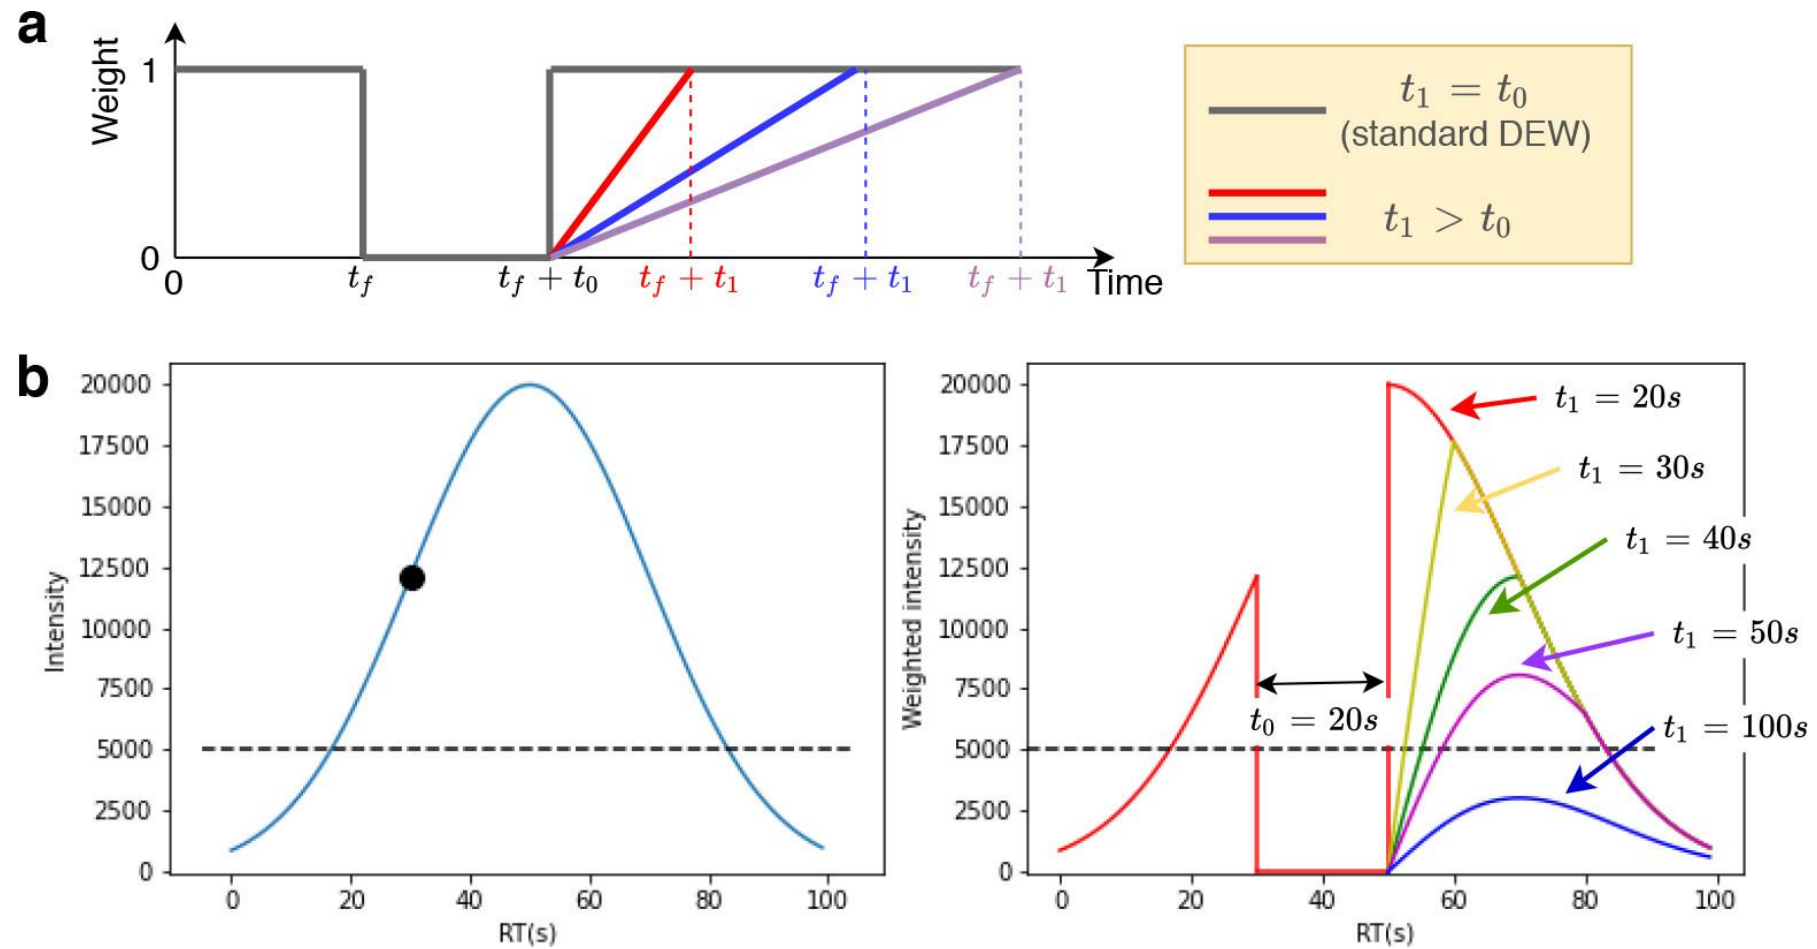 a
Weight
1
0
0
t_f
t_f + t_0
t_f + t_1
t_f + t_1
t_f + t_1
Time
t_1 = t_0
(standard DEW)
t_1 > t_0
b
20000
17500
15000
12500
10000
7500
5000
2500
0
Intensity
0
20
40
60
80
100
RT(s)
20000
17500
15000
12500
10000
7500
5000
2500
0
Weighted intensity
t_1 = 20s
t_1 = 30s
t_1 = 40s
t_1 = 50s
t_0 = 20s
t_1 = 100s
0
20
40
60
80
100
RT(s)